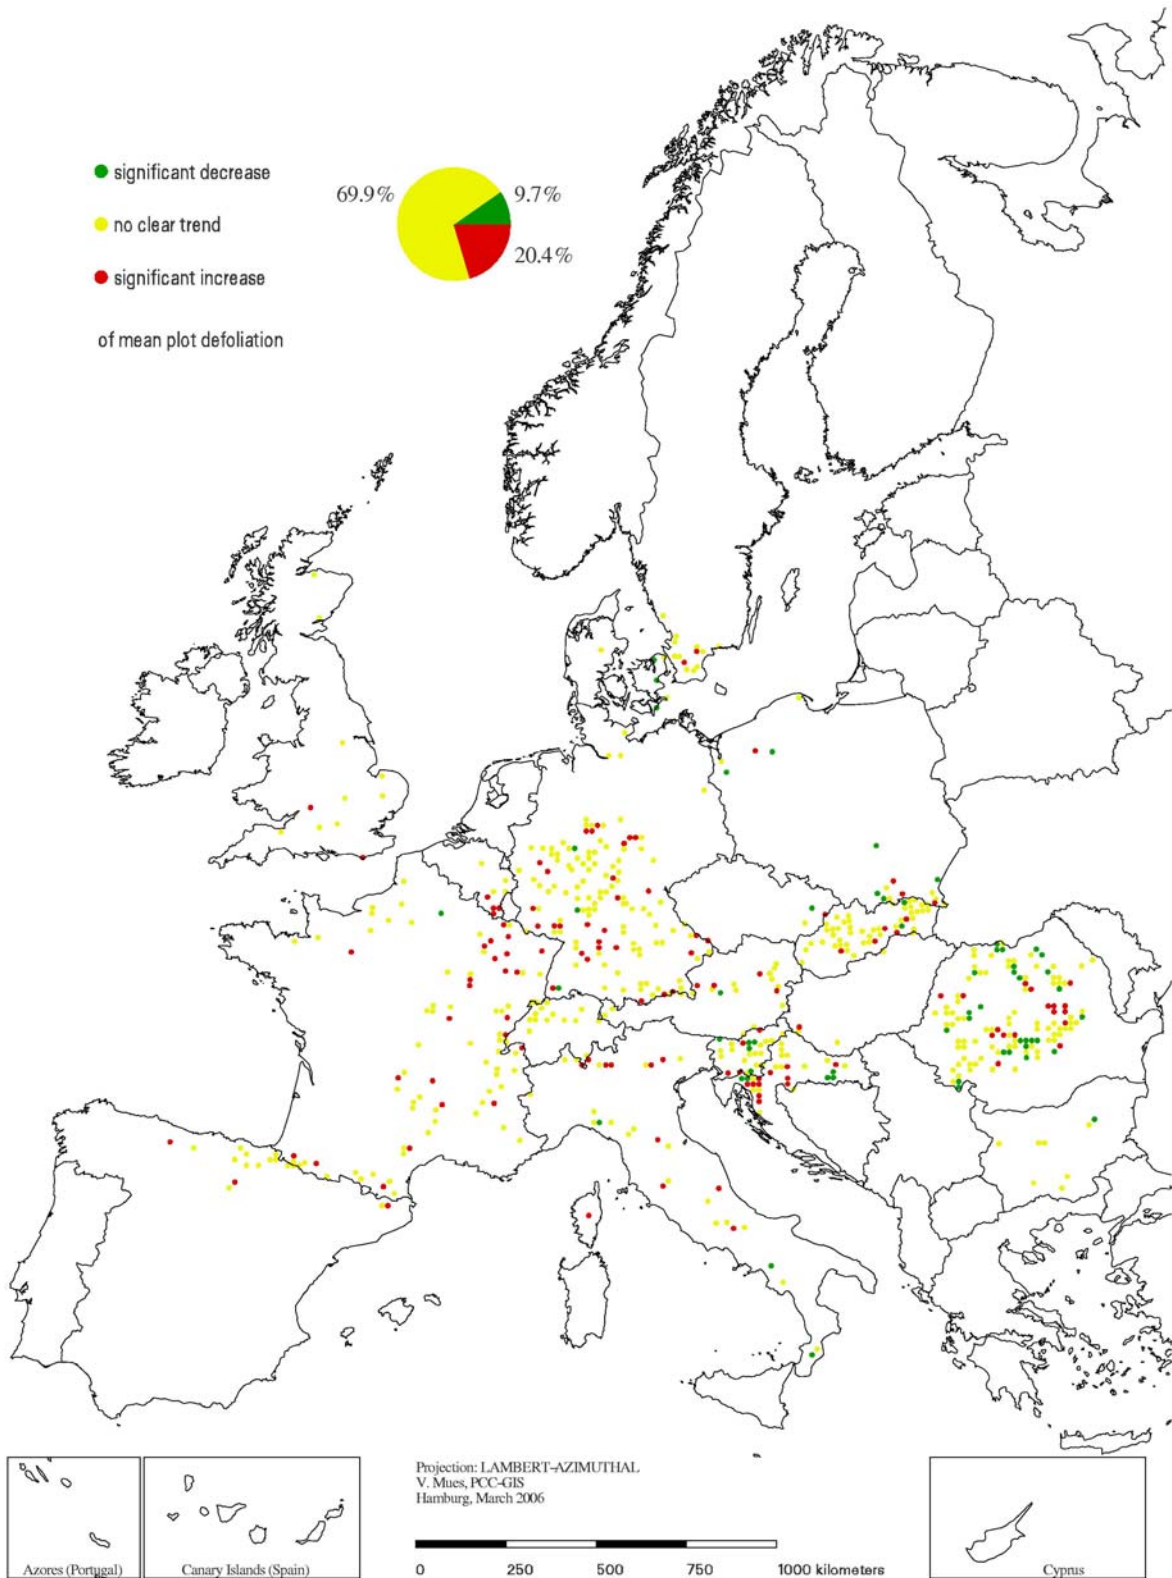 significant decrease
no clear trend
significant increase
of mean plot defoliation
69.9%
9.7%
20.4%
Projection: LAMBERT-AZIMUTHAL
V. Mues, PCC-GIS
Hamburg, March 2006
Azores (Portugal)
Canary Islands (Spain)
0 250 500 750 1000 kilometers
Cyprus